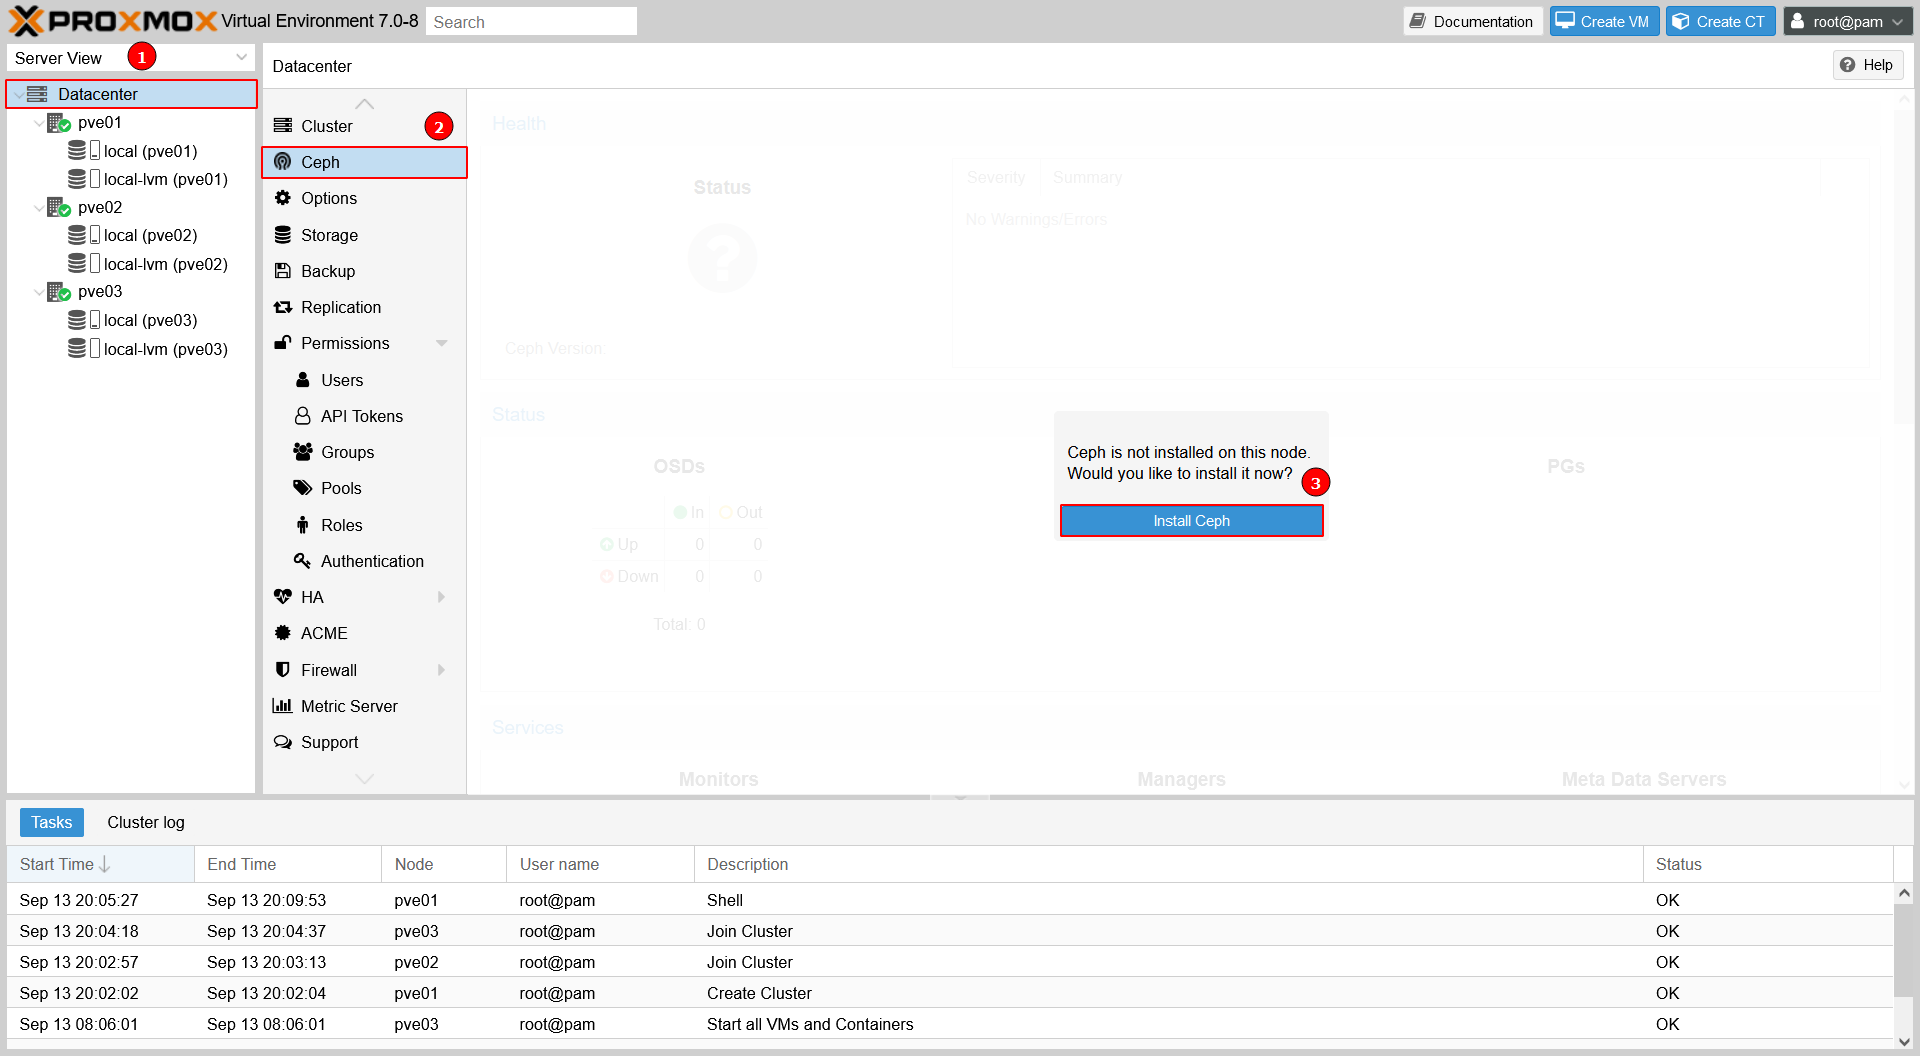 PROXMOX Virtual Environment 7.0-8 Search Documentation Create VM Create CT root@pam
Server View 1
Datacenter
Help
Datacenter
pve01
local (pve01)
local-lvm (pve01)
pve02
local (pve02)
local-lvm (pve02)
pve03
local (pve03)
local-lvm (pve03)
Cluster 2
Ceph
Options
Storage
Backup
Replication
Permissions
Users
API Tokens
Groups
Pools
Roles
Authentication
HA
ACME
Firewall
Metric Server
Support
Health
Status
Severity Summary
No Warnings/Errors
Ceph Version:
Status
OSDs
PGs
In Out
Up 0 0
Down 0 0
Total: 0
Ceph is not installed on this node.
Would you like to install it now?
3
Install Ceph
Services
Monitors Managers Meta Data Servers
Tasks Cluster log
Start Time End Time Node User name Description Status
Sep 13 20:05:27 Sep 13 20:09:53 pve01 root@pam Shell OK
Sep 13 20:04:18 Sep 13 20:04:37 pve03 root@pam Join Cluster OK
Sep 13 20:02:57 Sep 13 20:03:13 pve02 root@pam Join Cluster OK
Sep 13 20:02:02 Sep 13 20:02:04 pve01 root@pam Create Cluster OK
Sep 13 08:06:01 Sep 13 08:06:01 pve03 root@pam Start all VMs and Containers OK